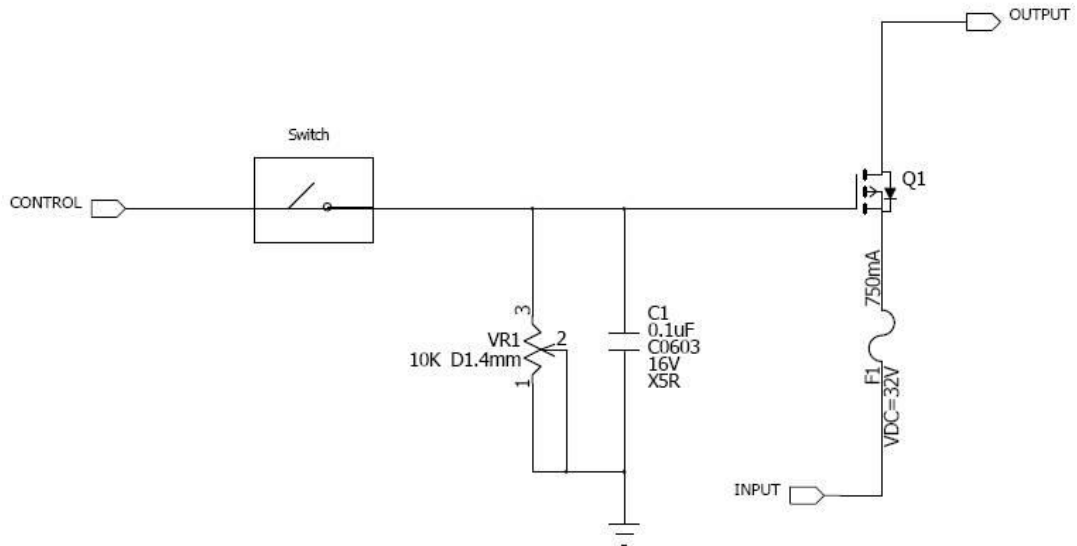 OUTPUT
Switch
Q1
CONTROL
750mA
3
C1
VR1 2
0.1uF
10K D1.4mm
C0603
16V
1
X5R
F1
VDC=32V
INPUT